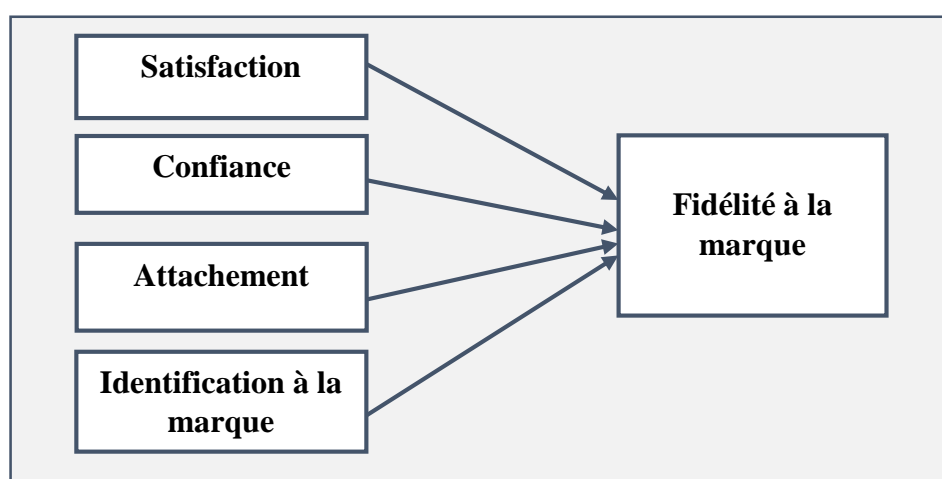 Satisfaction
Confiance
Attachement
Identification à la
marque
Fidélité à la
marque